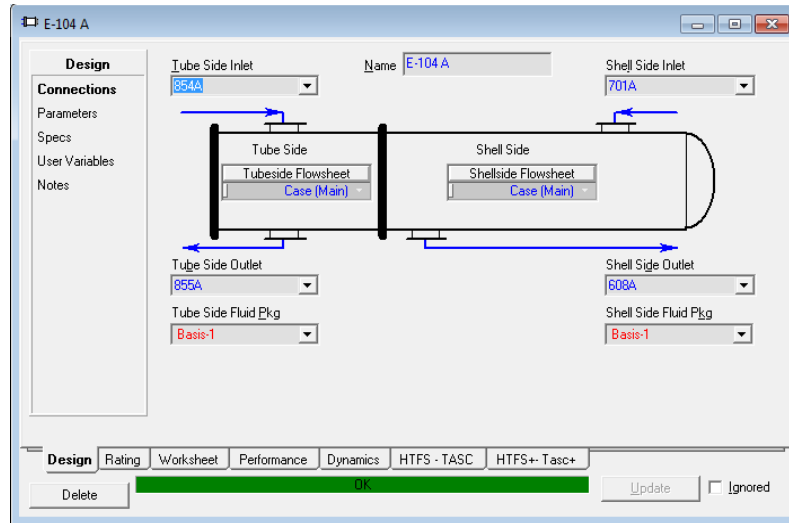 E-104 A
Design
Connections
Parameters
Specs
User Variables
Notes
Tube Side Inlet
854A
Name E-104 A
Shell Side Inlet
701A
Tube Side
Tubeside Flowsheet
Case (Main)
Shell Side
Shellside Flowsheet
Case (Main)
Tube Side Outlet
855A
Shell Side Outlet
608A
Tube Side Fluid Pkg
Basis-1
Shell Side Fluid Pkg
Basis-1
Design Rating Worksheet Performance Dynamics HTFS - TASC HTFS+- Tasc+
Delete OK Update Ignored